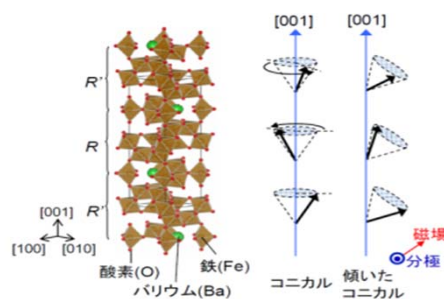 [001]
[001]
R'
R
R'
[001]
[100]
[010]
酸素(O)
鉄(Fe)
バリウム(Ba)
コニカル
傾いた
コニカル
磁場
分極